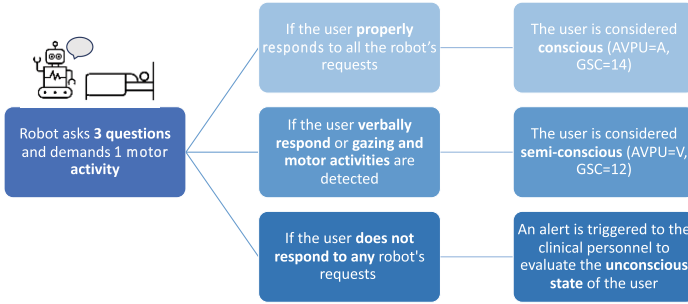 Robot asks 3 questions
and demands 1 motor
activity
If the user properly
responds to all the robot's
requests
The user is considered
conscious (AVPU=A,
GSC=14)
If the user verbally
respond or gazing and
motor activities are
detected
The user is considered
semi-conscious (AVPU=V,
GSC=12)
If the user does not
respond to any robot's
requests
An alert is triggered to the
clinical personnel to
evaluate the unconscious
state of the user